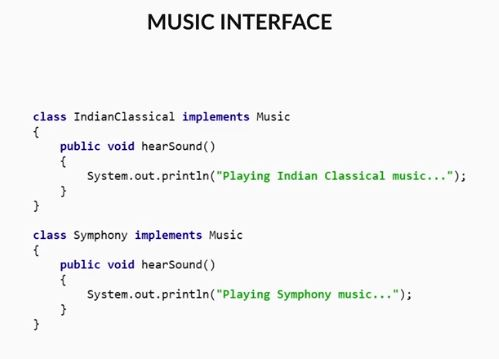 MUSIC INTERFACE
class IndianClassical implements Music
{
    public void hearSound()
    {
        System.out.println("Playing Indian Classical music...");
    }
}
class Symphony implements Music
{
    public void hearSound()
    {
        System.out.println("Playing Symphony music...");
    }
}